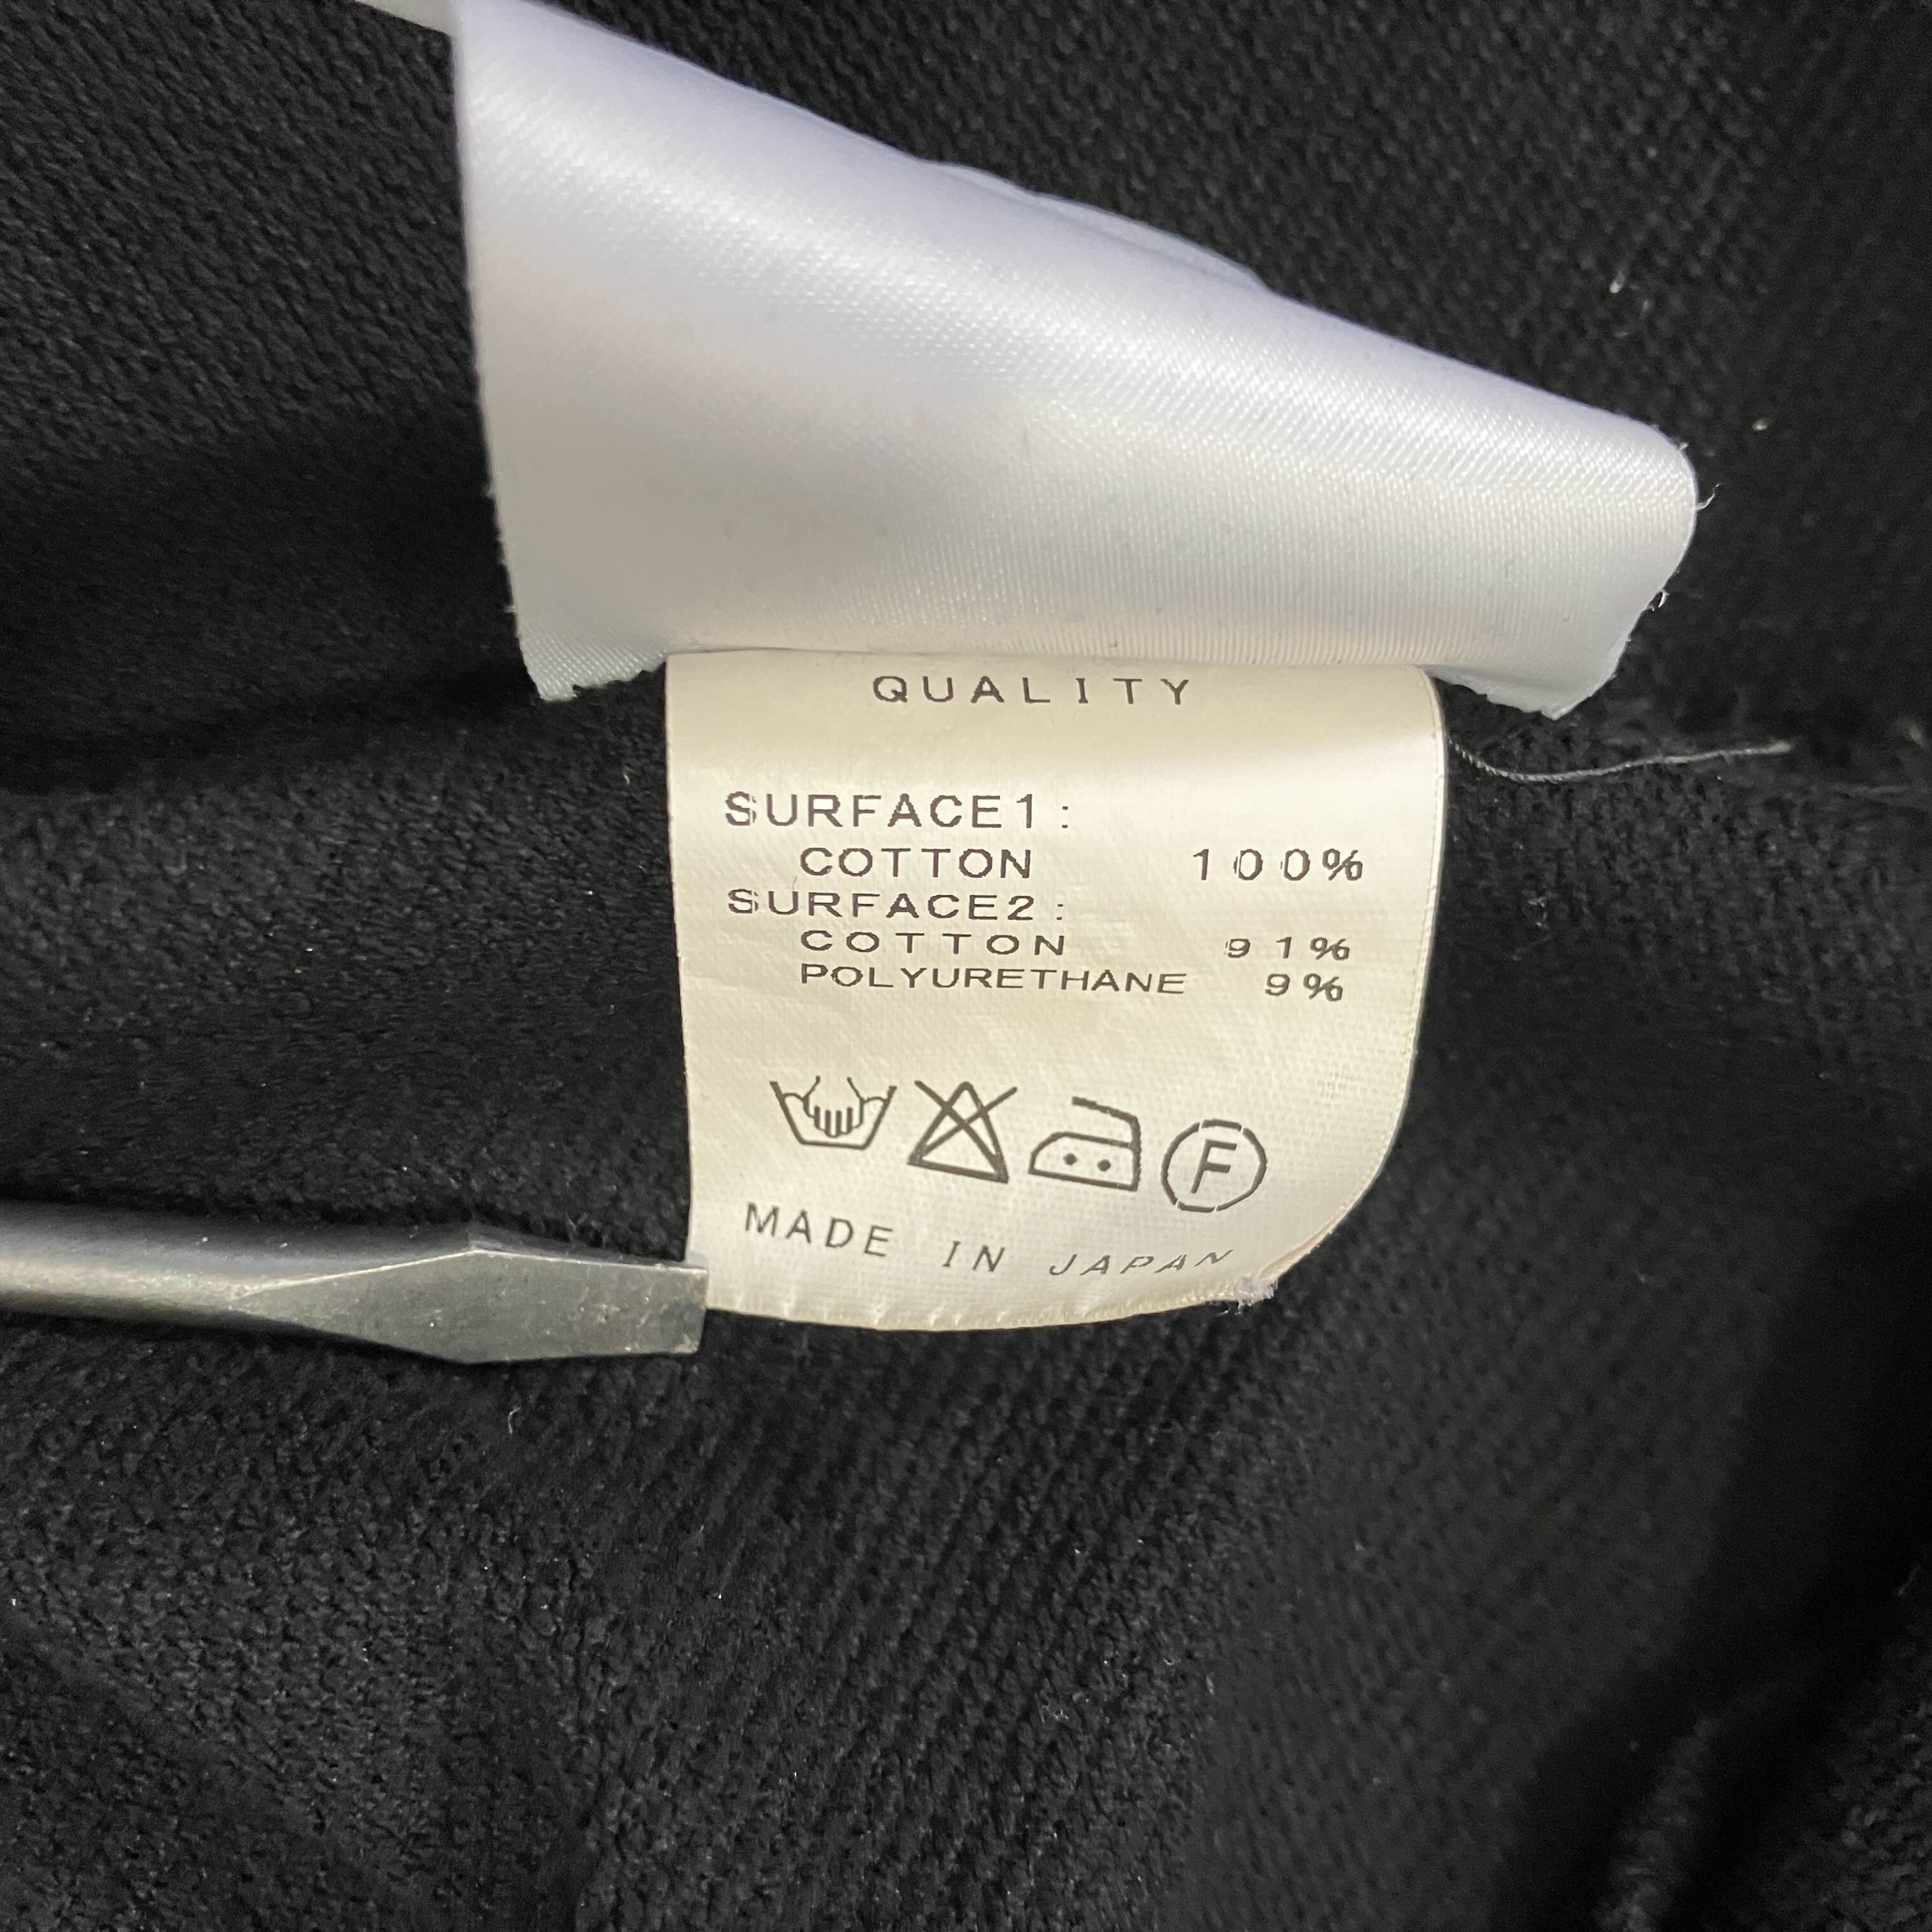 QUALITY
SURFACE1:
COTTON 100%
SURFACE2:
COTTON 91%
POLYURETHANE 9%
F
MADE IN JAPAN